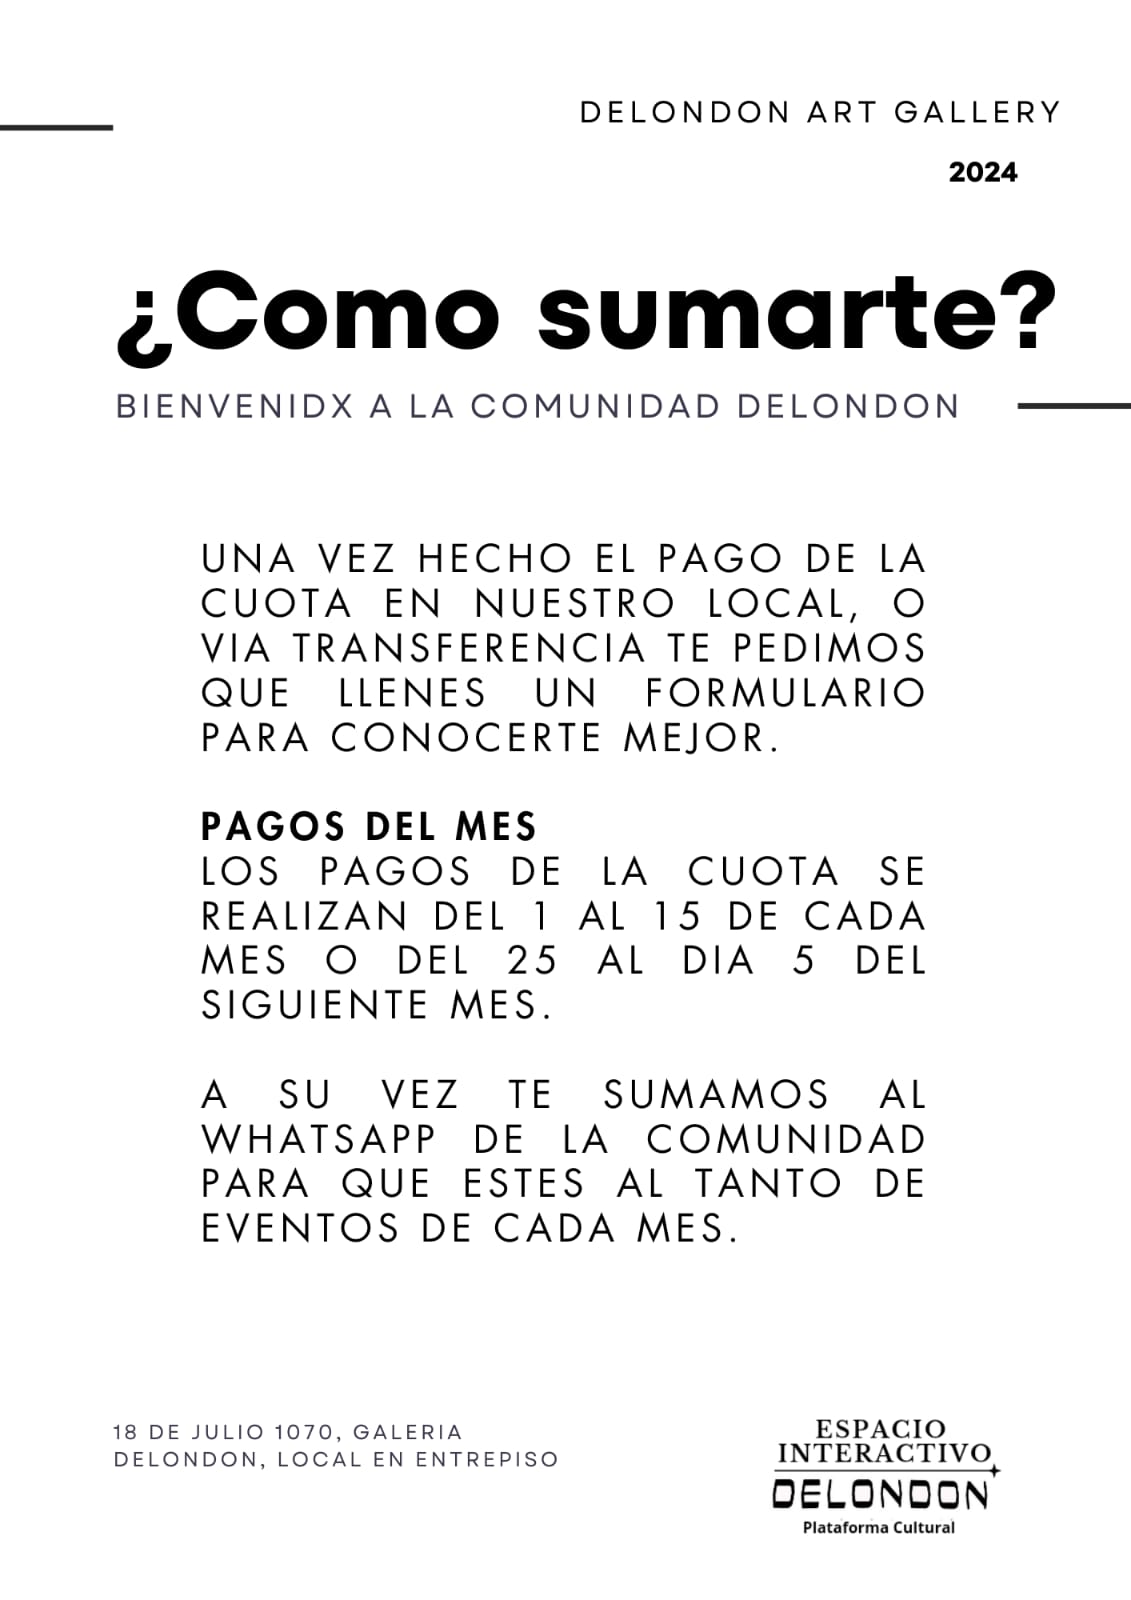 DELONDON ART GALLERY
2024
¿Como sumarte?
BIENVENIDX A LA COMUNIDAD DELONDON
UNA VEZ HECHO EL PAGO DE LA
CUOTA EN NUESTRO LOCAL, O
VIA TRANSFERENCIA TE PEDIMOS
QUE LLENES UN FORMULARIO
PARA CONOCERTE MEJOR.
PAGOS DEL MES
LOS PAGOS DE LA CUOTA SE
REALIZAN DEL 1 AL 15 DE CADA
MES O DEL 25 AL DIA 5 DEL
SIGUIENTE MES.
A SU VEZ TE SUMAMOS AL
WHATSAPP DE LA COMUNIDAD
PARA QUE ESTES AL TANTO DE
EVENTOS DE CADA MES.
18 DE JULIO 1070, GALERIA
DELONDON, LOCAL EN ENTREPISO
ESPACIO
INTERACTIVO
DELONDON
Plataforma Cultural